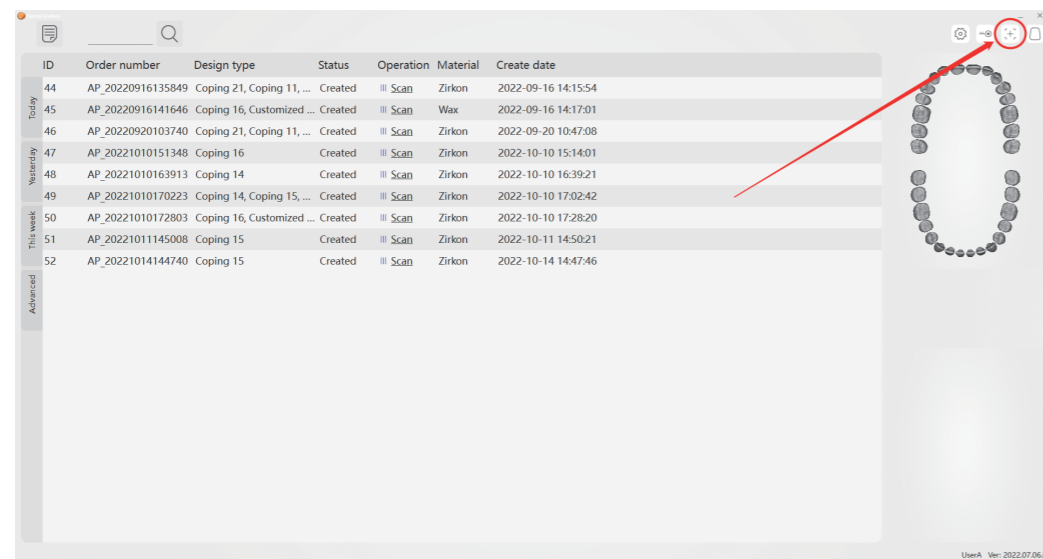 ID Order number Design type Status Operation Material Create date
Today
44 AP_20220916135849 Coping 21, Coping 11, ... Created Scan Zirkon 2022-09-16 14:15:54
45 AP_20220916141646 Coping 16, Customized ... Created Scan Wax 2022-09-16 14:17:01
46 AP_20220920103740 Coping 21, Coping 11, ... Created Scan Zirkon 2022-09-20 10:47:08
Yesterday
47 AP_20221010151348 Coping 16 Created Scan Zirkon 2022-10-10 15:14:01
48 AP_20221010163913 Coping 14 Created Scan Zirkon 2022-10-10 16:39:21
49 AP_20221010170223 Coping 14, Coping 15, ... Created Scan Zirkon 2022-10-10 17:02:42
This week
50 AP_20221010172803 Coping 16, Customized ... Created Scan Zirkon 2022-10-10 17:28:20
51 AP_20221011145008 Coping 15 Created Scan Zirkon 2022-10-11 14:50:21
52 AP_20221014144740 Coping 15 Created Scan Zirkon 2022-10-14 14:47:46
Advanced
UserA Ver: 2022.07.06.